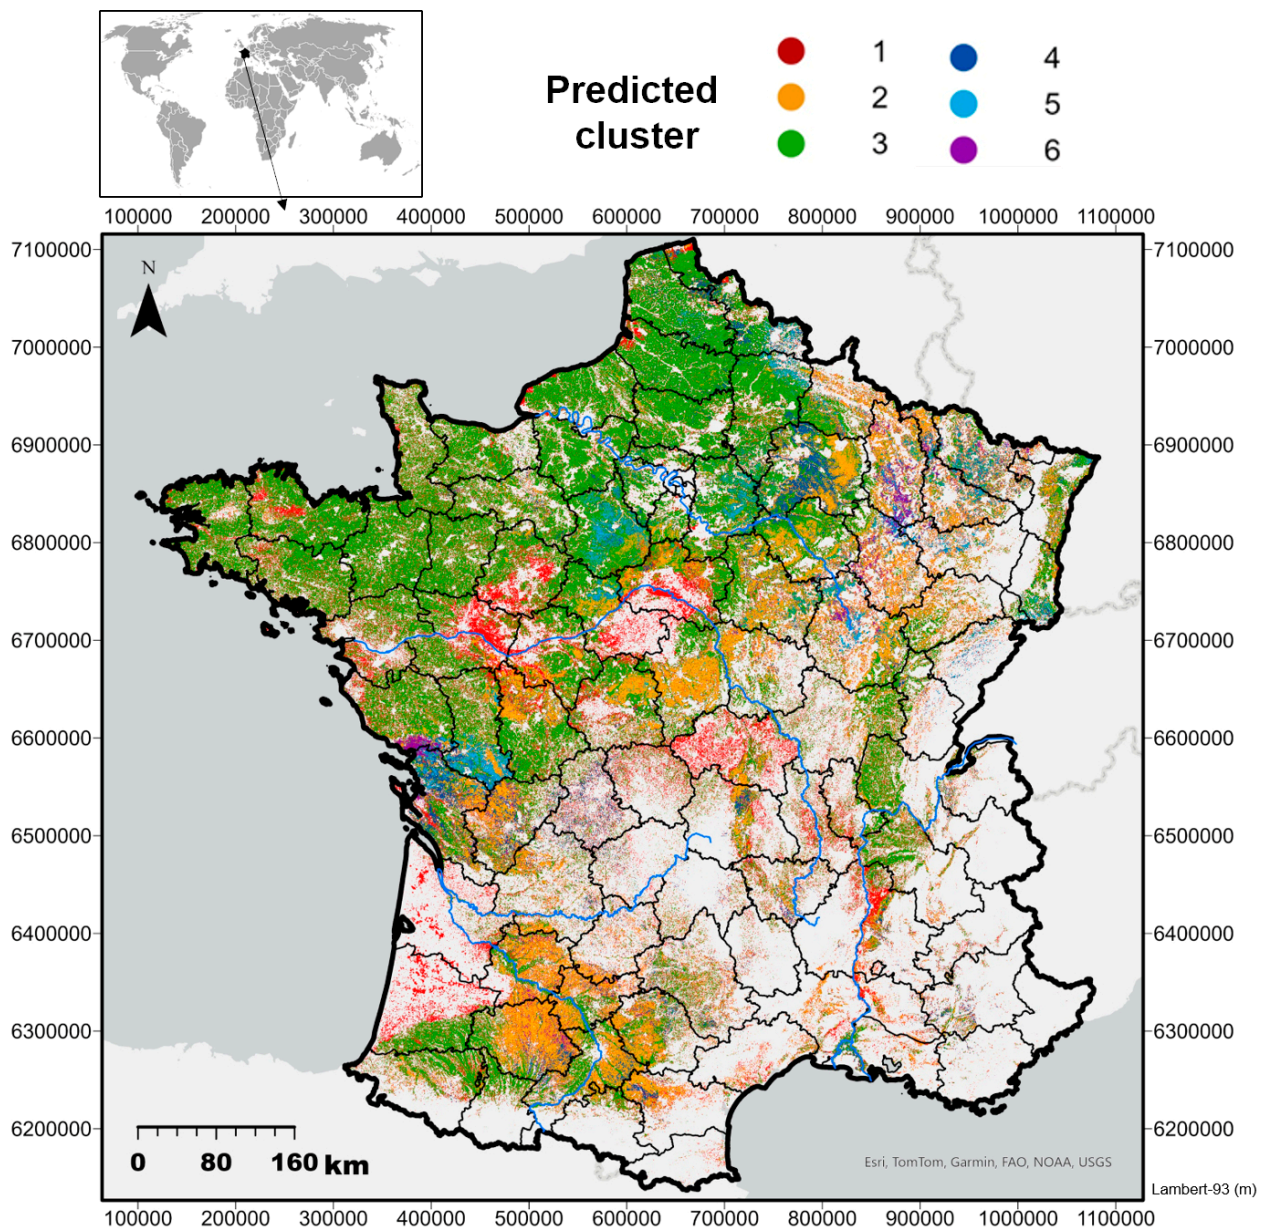 Predicted
cluster
1
2
3
4
5
6
100000 200000 300000 400000 500000 600000 700000 800000 900000 1000000 1100000
7100000 7100000
7000000 7000000
6900000 6900000
6800000 6800000
6700000 6700000
6600000 6600000
6500000 6500000
6400000 6400000
6300000 6300000
6200000 6200000
N
0 80 160 km
Esri, TomTom, Garmin, FAO, NOAA, USGS
Lambert-93 (m)
100000 200000 300000 400000 500000 600000 700000 800000 900000 1000000 1100000